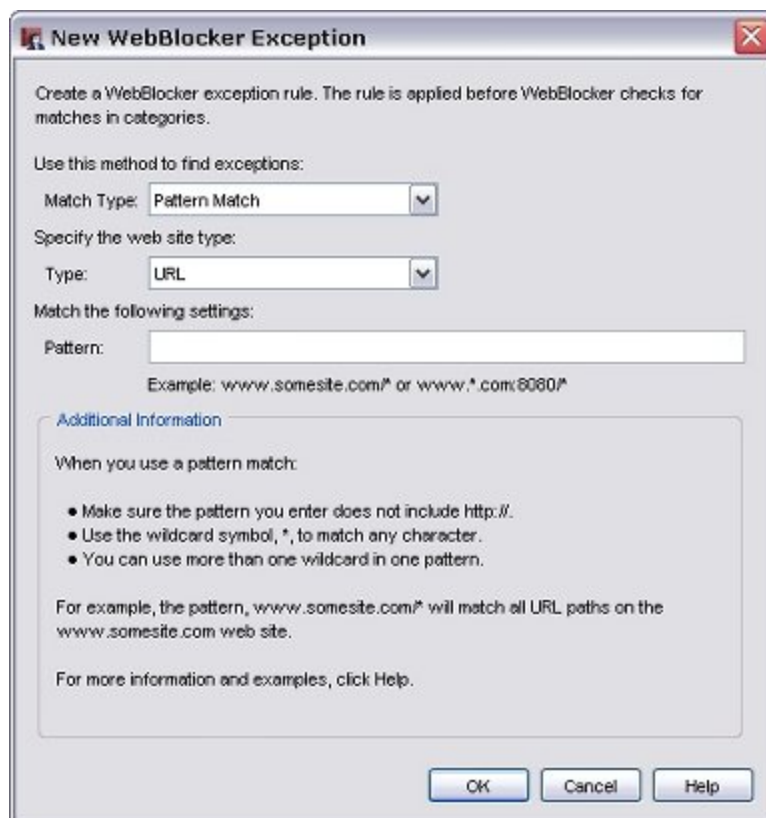 New WebBlocker Exception
Create a WebBlocker exception rule. The rule is applied before WebBlocker checks for
matches in categories.
Use this method to find exceptions:
Match Type: Pattern Match
Specify the web site type:
Type: URL
Match the following settings:
Pattern:
Example: www.somesite.com/* or www.*.com:8080/*
Additional Information
When you use a pattern match:
● Make sure the pattern you enter does not include http://.
● Use the wildcard symbol, *, to match any character.
● You can use more than one wildcard in one pattern.
For example, the pattern, www.somesite.com/* will match all URL paths on the
www.somesite.com web site.
For more information and examples, click Help.
OK Cancel Help